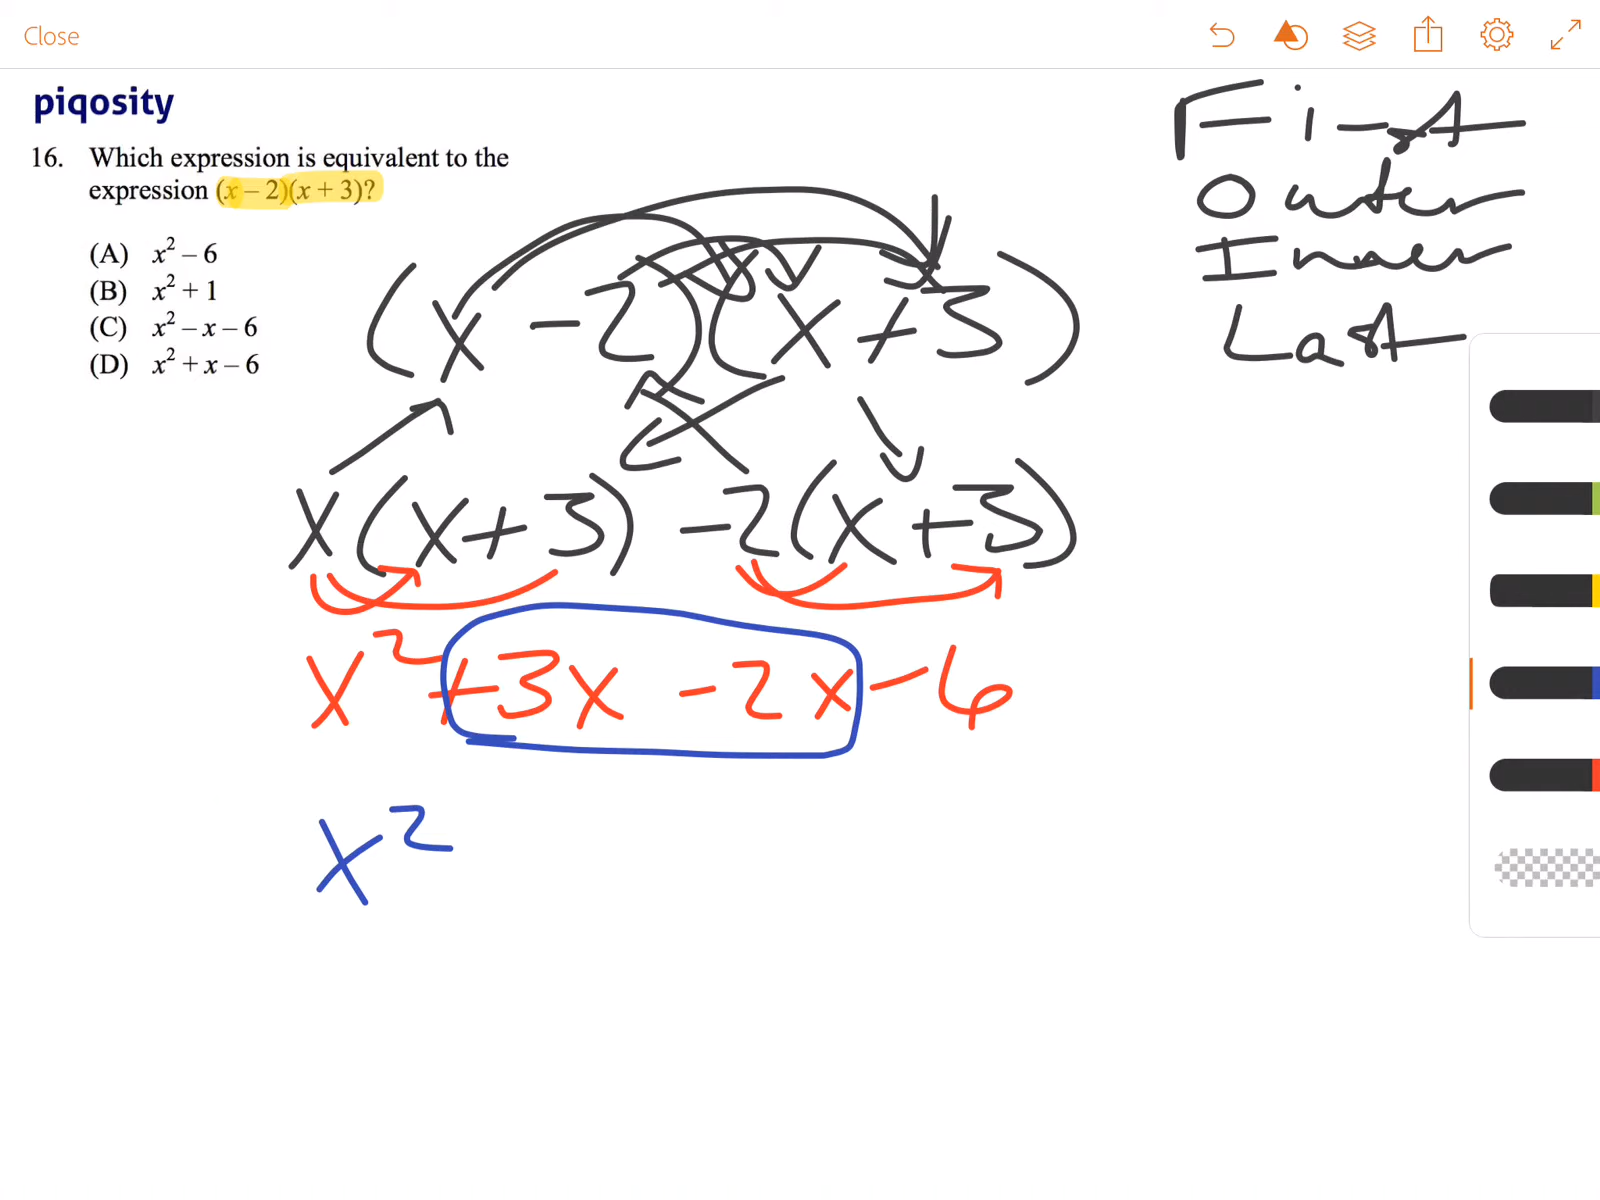 Close
piqosity
16. Which expression is equivalent to the
expression (x – 2)(x + 3)?
(A) x² – 6
(B) x² + 1
(C) x² – x – 6
(D) x² + x – 6
First
Outer
Inner
Last
(x - 2)(x + 3)
x(x + 3) - 2(x + 3)
x² + 3x - 2x - 6
x²